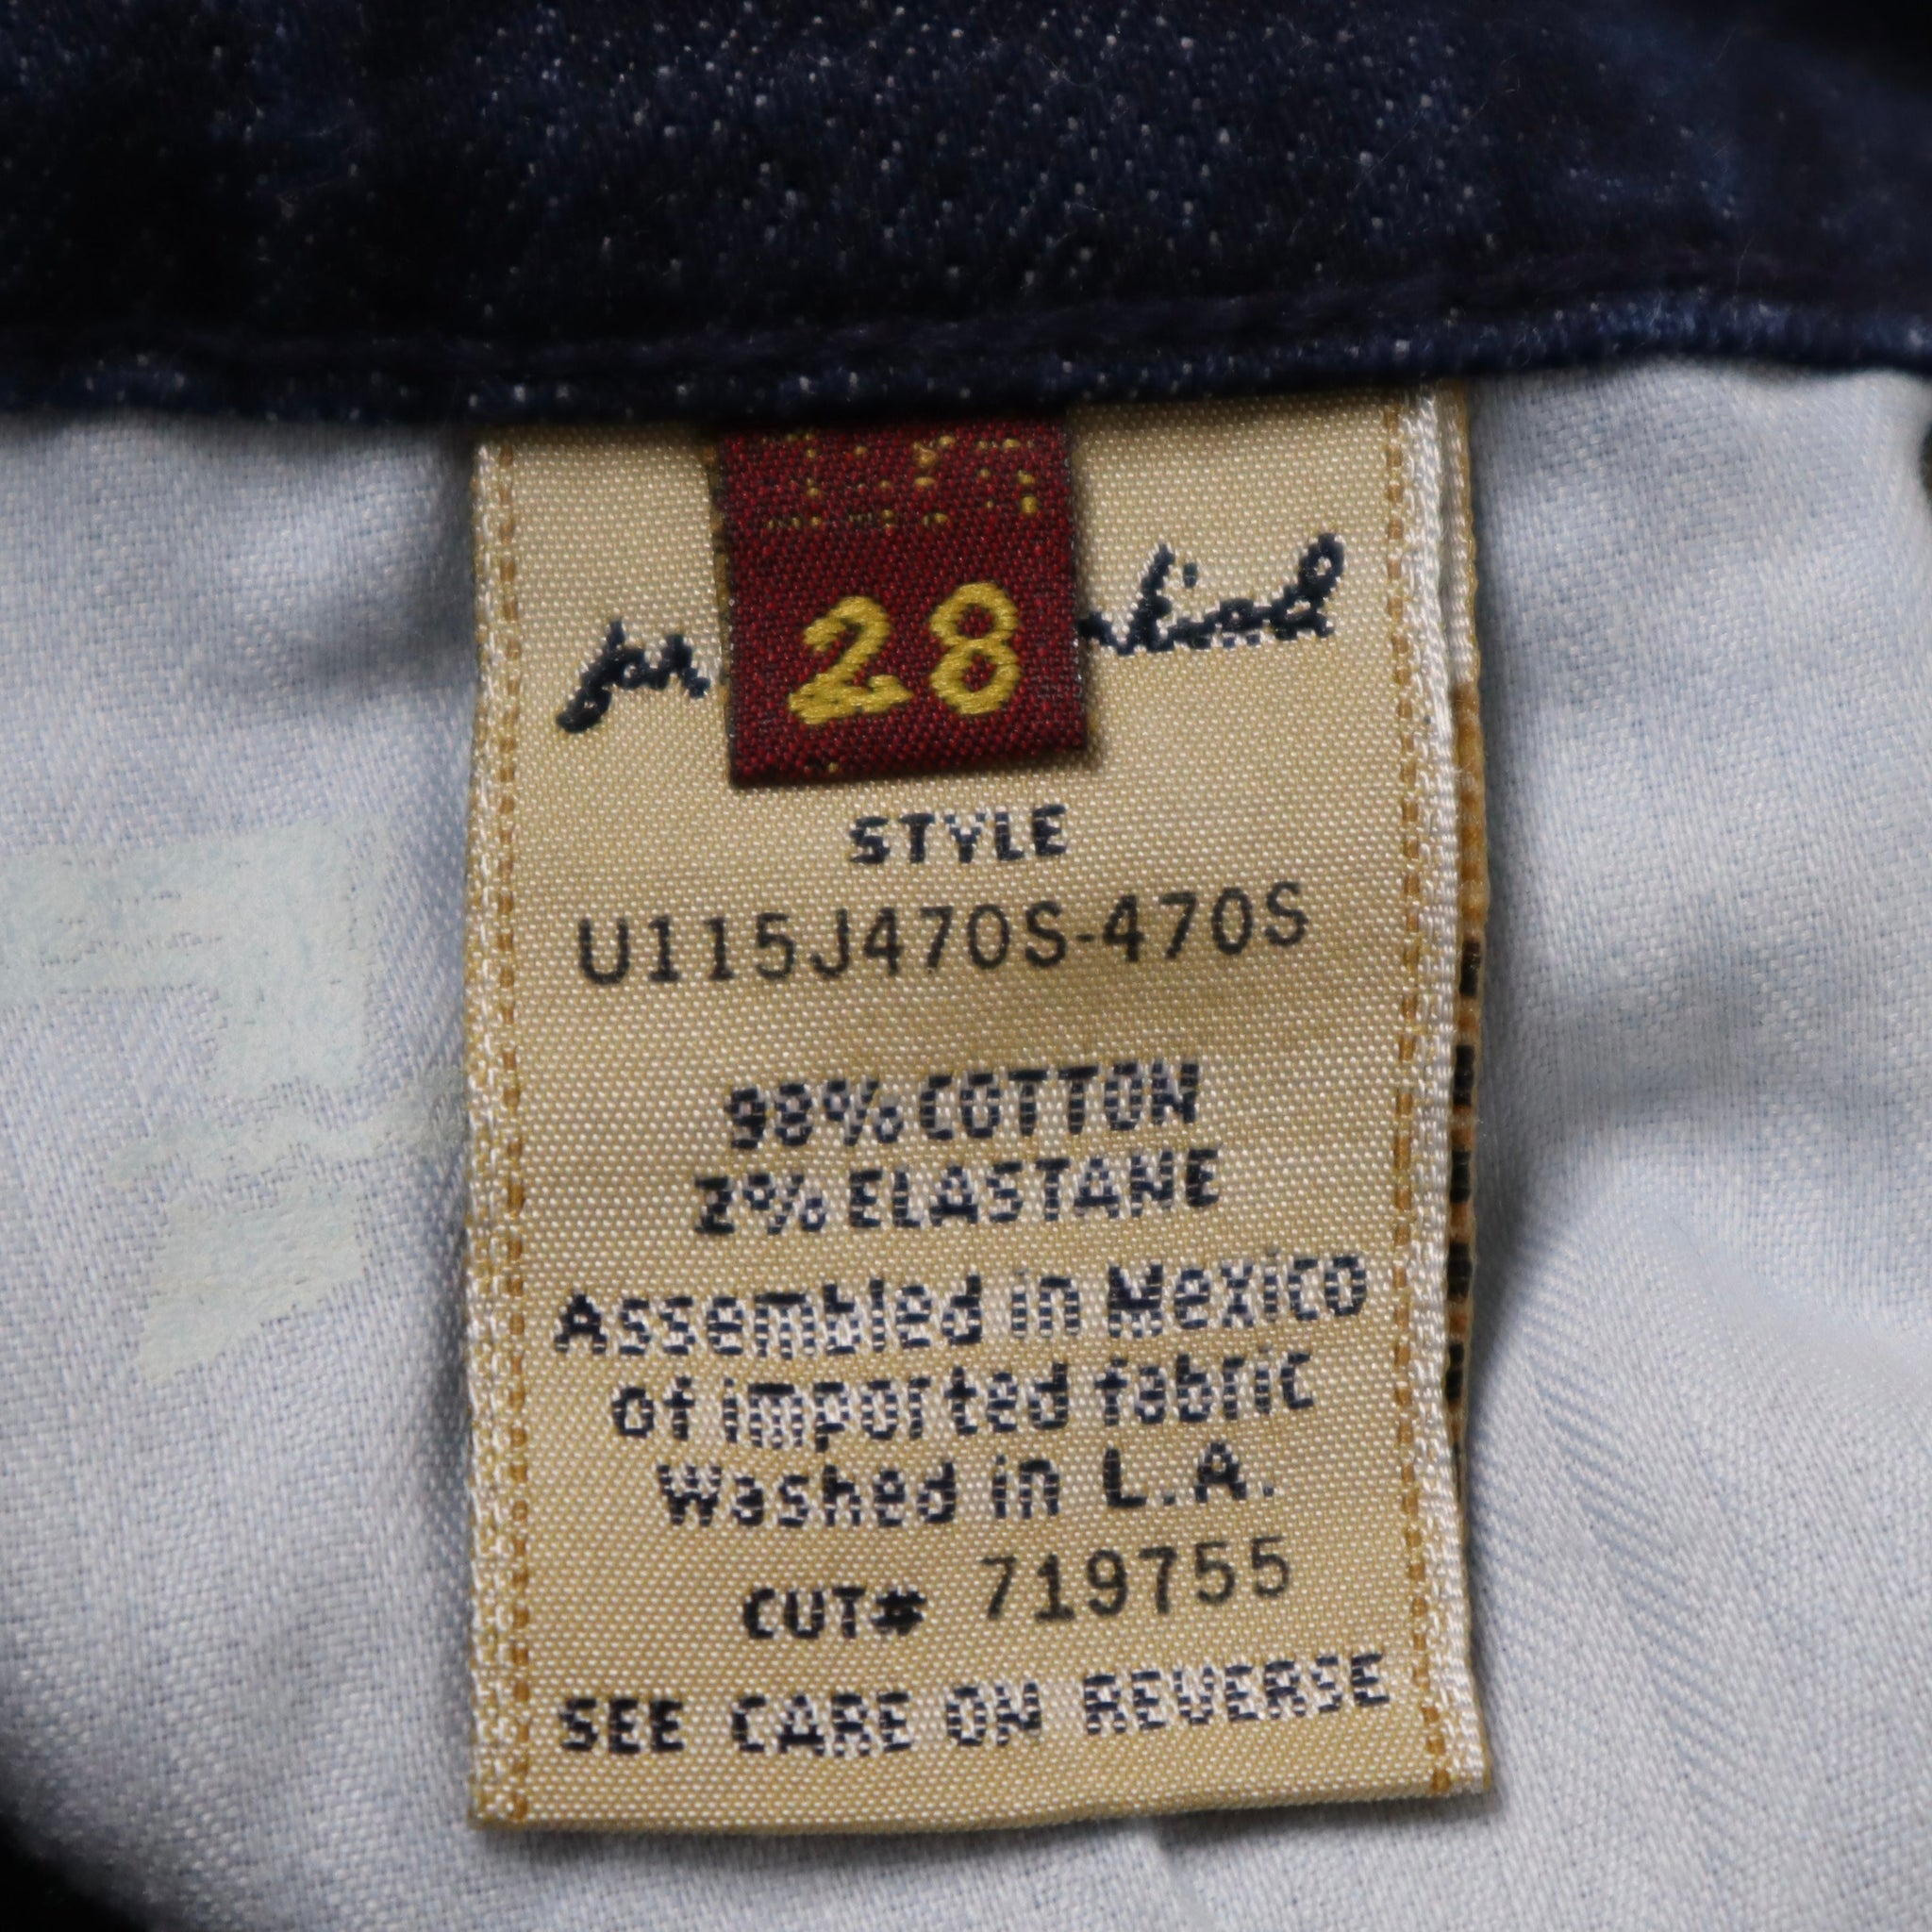 for
28
STYLE
U115J470S-470S
98% COTTON
2% ELASTANE
Assembled in Mexico
of imported fabric
Washed in L.A.
CUT# 719755
SEE CARE ON REVERSE